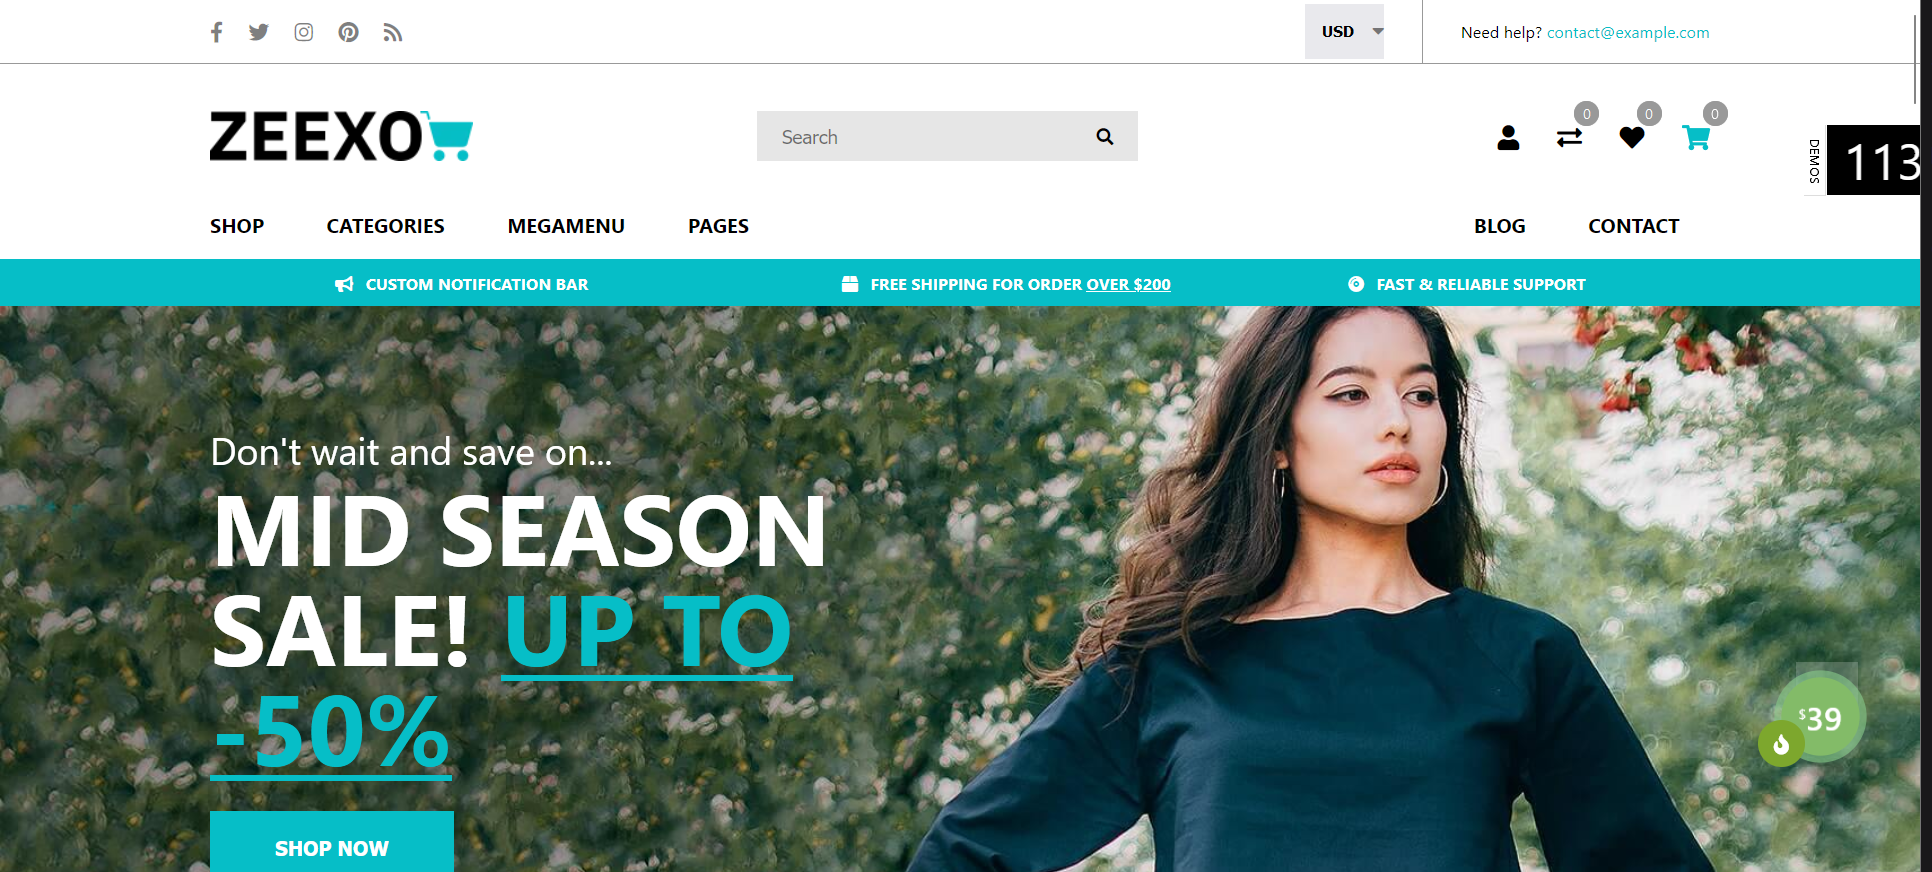 USD
Need help? contact@example.com
ZEEXO
Search
0
0
0
DEMOS
113
SHOP CATEGORIES MEGAMENU PAGES BLOG CONTACT
CUSTOM NOTIFICATION BAR
FREE SHIPPING FOR ORDER OVER $200
FAST & RELIABLE SUPPORT
Don't wait and save on...
MID SEASON
SALE! UP TO
-50%
$39
SHOP NOW